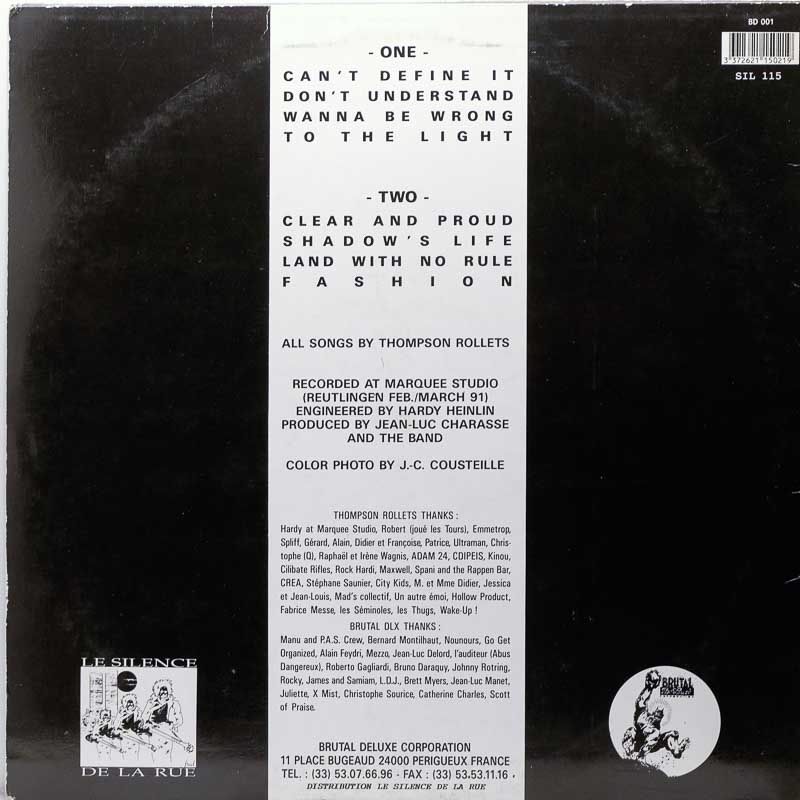 BD 001
3 372621 150219
SIL 115
- ONE -
CAN'T DEFINE IT
DON'T UNDERSTAND
WANNA BE WRONG
TO THE LIGHT
- TWO -
CLEAR AND PROUD
SHADOW'S LIFE
LAND WITH NO RULE
FASHION
ALL SONGS BY THOMPSON ROLLETS
RECORDED AT MARQUEE STUDIO
(REUTLINGEN FEB./MARCH 91)
ENGINEERED BY HARDY HEINLIN
PRODUCED BY JEAN-LUC CHARASSE
AND THE BAND
COLOR PHOTO BY J.-C. COUSTEILLE
THOMPSON ROLLETS THANKS :
Hardy at Marquee Studio, Robert (joué les Tours), Emmetrop,
Spliff, Gérard, Alain, Didier et Françoise, Patrice, Ultraman, Chris-
tophe (Q), Raphaël et Irène Wagnis, ADAM 24, CDIPEIS, Kinou,
Cilibate Rifles, Rock Hardi, Maxwell, Spani and the Rappen Bar,
CREA, Stéphane Saunier, City Kids, M. et Mme Didier, Jessica
et Jean-Louis, Mad's collectif, Un autre émoi, Hollow Product,
Fabrice Messe, les Séminoles, les Thugs, Wake-Up !
BRUTAL DLX THANKS :
Manu and P.A.S. Crew, Bernard Montilhaut, Nounours, Go Get
Organized, Alain Feydri, Mezzo, Jean-Luc Delord, l'auditeur (Abus
Dangereux), Roberto Gagliardi, Bruno Daraquy, Johnny Rotring,
Rocky, James and Samiam, L.D.J., Brett Myers, Jean-Luc Manet,
Juliette, X Mist, Christophe Sourice, Catherine Charles, Scott
of Praise.
LE SILENCE
DE LA RUE
BRUTAL
BRUTAL DELUXE CORPORATION
11 PLACE BUGEAUD 24000 PERIGUEUX FRANCE
TEL. : (33) 53.07.66.96 - FAX : (33) 53.53.11.16
DISTRIBUTION LE SILENCE DE LA RUE